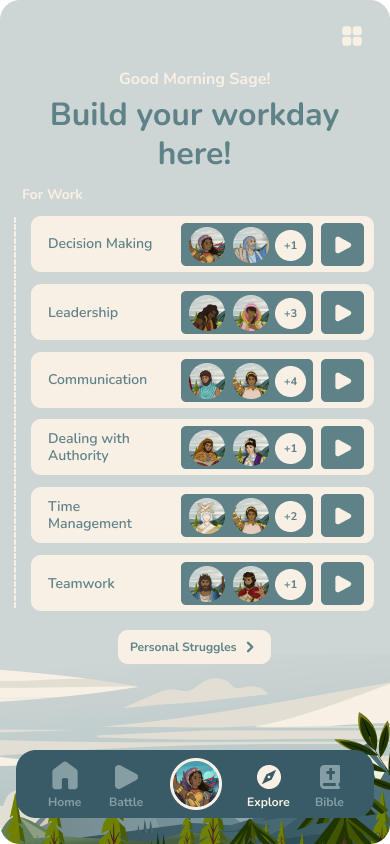 Good Morning Sage!
Build your workday
here!
For Work
Decision Making
+1
Leadership
+3
Communication
+4
Dealing with
Authority
+1
Time
Management
+2
Teamwork
+1
Personal Struggles
Home
Battle
Explore
Bible